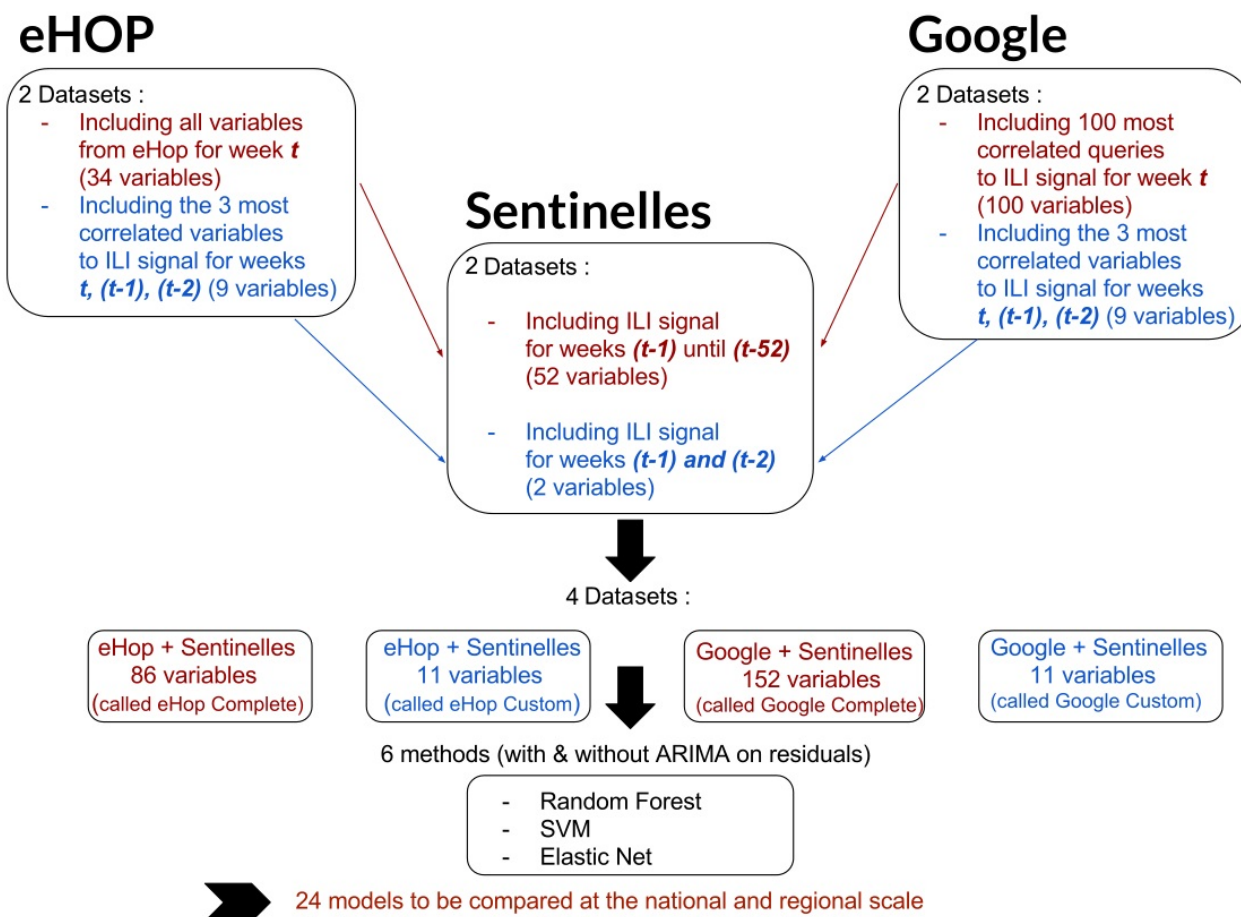 eHOP
2 Datasets :
- Including all variables
from eHop for week t
(34 variables)
- Including the 3 most
correlated variables
to ILI signal for weeks
t, (t-1), (t-2) (9 variables)
Google
2 Datasets :
- Including 100 most
correlated queries
to ILI signal for week t
(100 variables)
- Including the 3 most
correlated variables
to ILI signal for weeks
t, (t-1), (t-2) (9 variables)
Sentinelles
2 Datasets :
- Including ILI signal
for weeks (t-1) until (t-52)
(52 variables)
- Including ILI signal
for weeks (t-1) and (t-2)
(2 variables)
4 Datasets :
eHop + Sentinelles
86 variables
(called eHop Complete)
eHop + Sentinelles
11 variables
(called eHop Custom)
Google + Sentinelles
152 variables
(called Google Complete)
Google + Sentinelles
11 variables
(called Google Custom)
6 methods (with & without ARIMA on residuals)
- Random Forest
- SVM
- Elastic Net
24 models to be compared at the national and regional scale